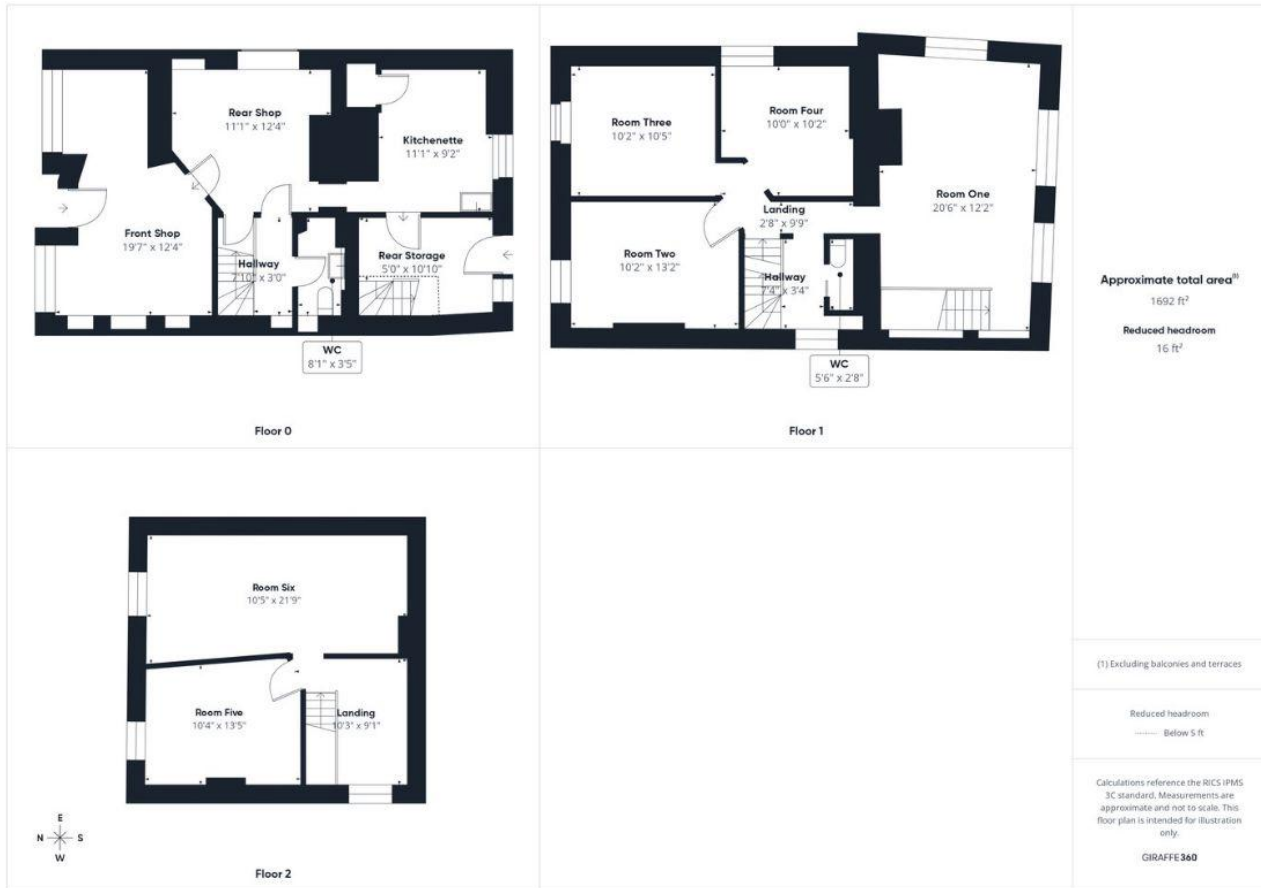 Rear Shop
11'1" x 12'4"
Kitchenette
11'1" x 9'2"
Front Shop
19'7" x 12'4"
Hallway
7'10" x 3'0"
Rear Storage
5'0" x 10'10"
WC
8'1" x 3'5"
Floor 0
Room Three
10'2" x 10'5"
Room Four
10'0" x 10'2"
Room One
20'6" x 12'2"
Landing
2'8" x 9'9"
Room Two
10'2" x 13'2"
Hallway
7'4" x 3'4"
WC
5'6" x 2'8"
Floor 1
Room Six
10'5" x 21'9"
Room Five
10'4" x 13'5"
Landing
10'3" x 9'1"
E
N S
W
Floor 2
Approximate total area(1)
1692 ft²
Reduced headroom
16 ft²
(1) Excluding balconies and terraces
Reduced headroom
Below 5 ft
Calculations reference the RICS IPMS
3C standard. Measurements are
approximate and not to scale. This
floor plan is intended for illustration
only.
GIRAFFE360